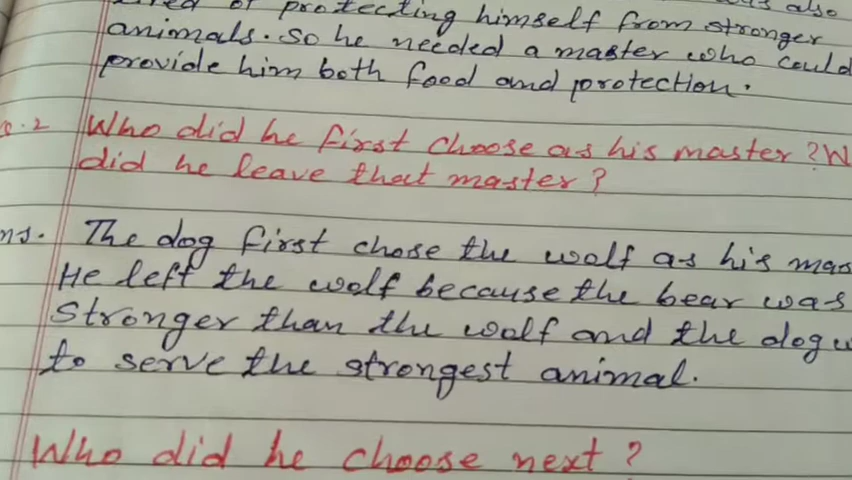 of protecting himself from stronger
animals. So he needed a master who could
provide him both food and protection.
Who did he first choose as his master? W
did he leave that master?
ns. The dog first chose the wolf as his mas
He left the wolf because the bear was
stronger than the wolf and the dog w
to serve the strongest animal.
Who did he choose next?